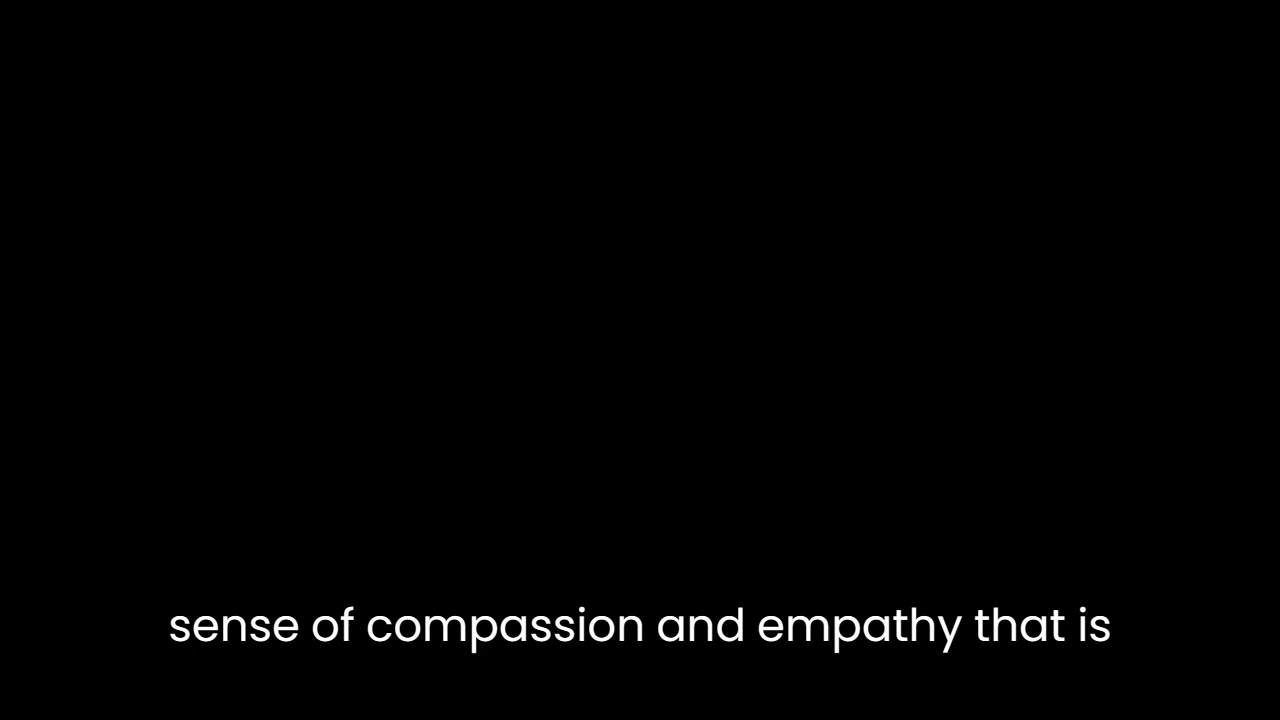 sense of compassion and empathy that is